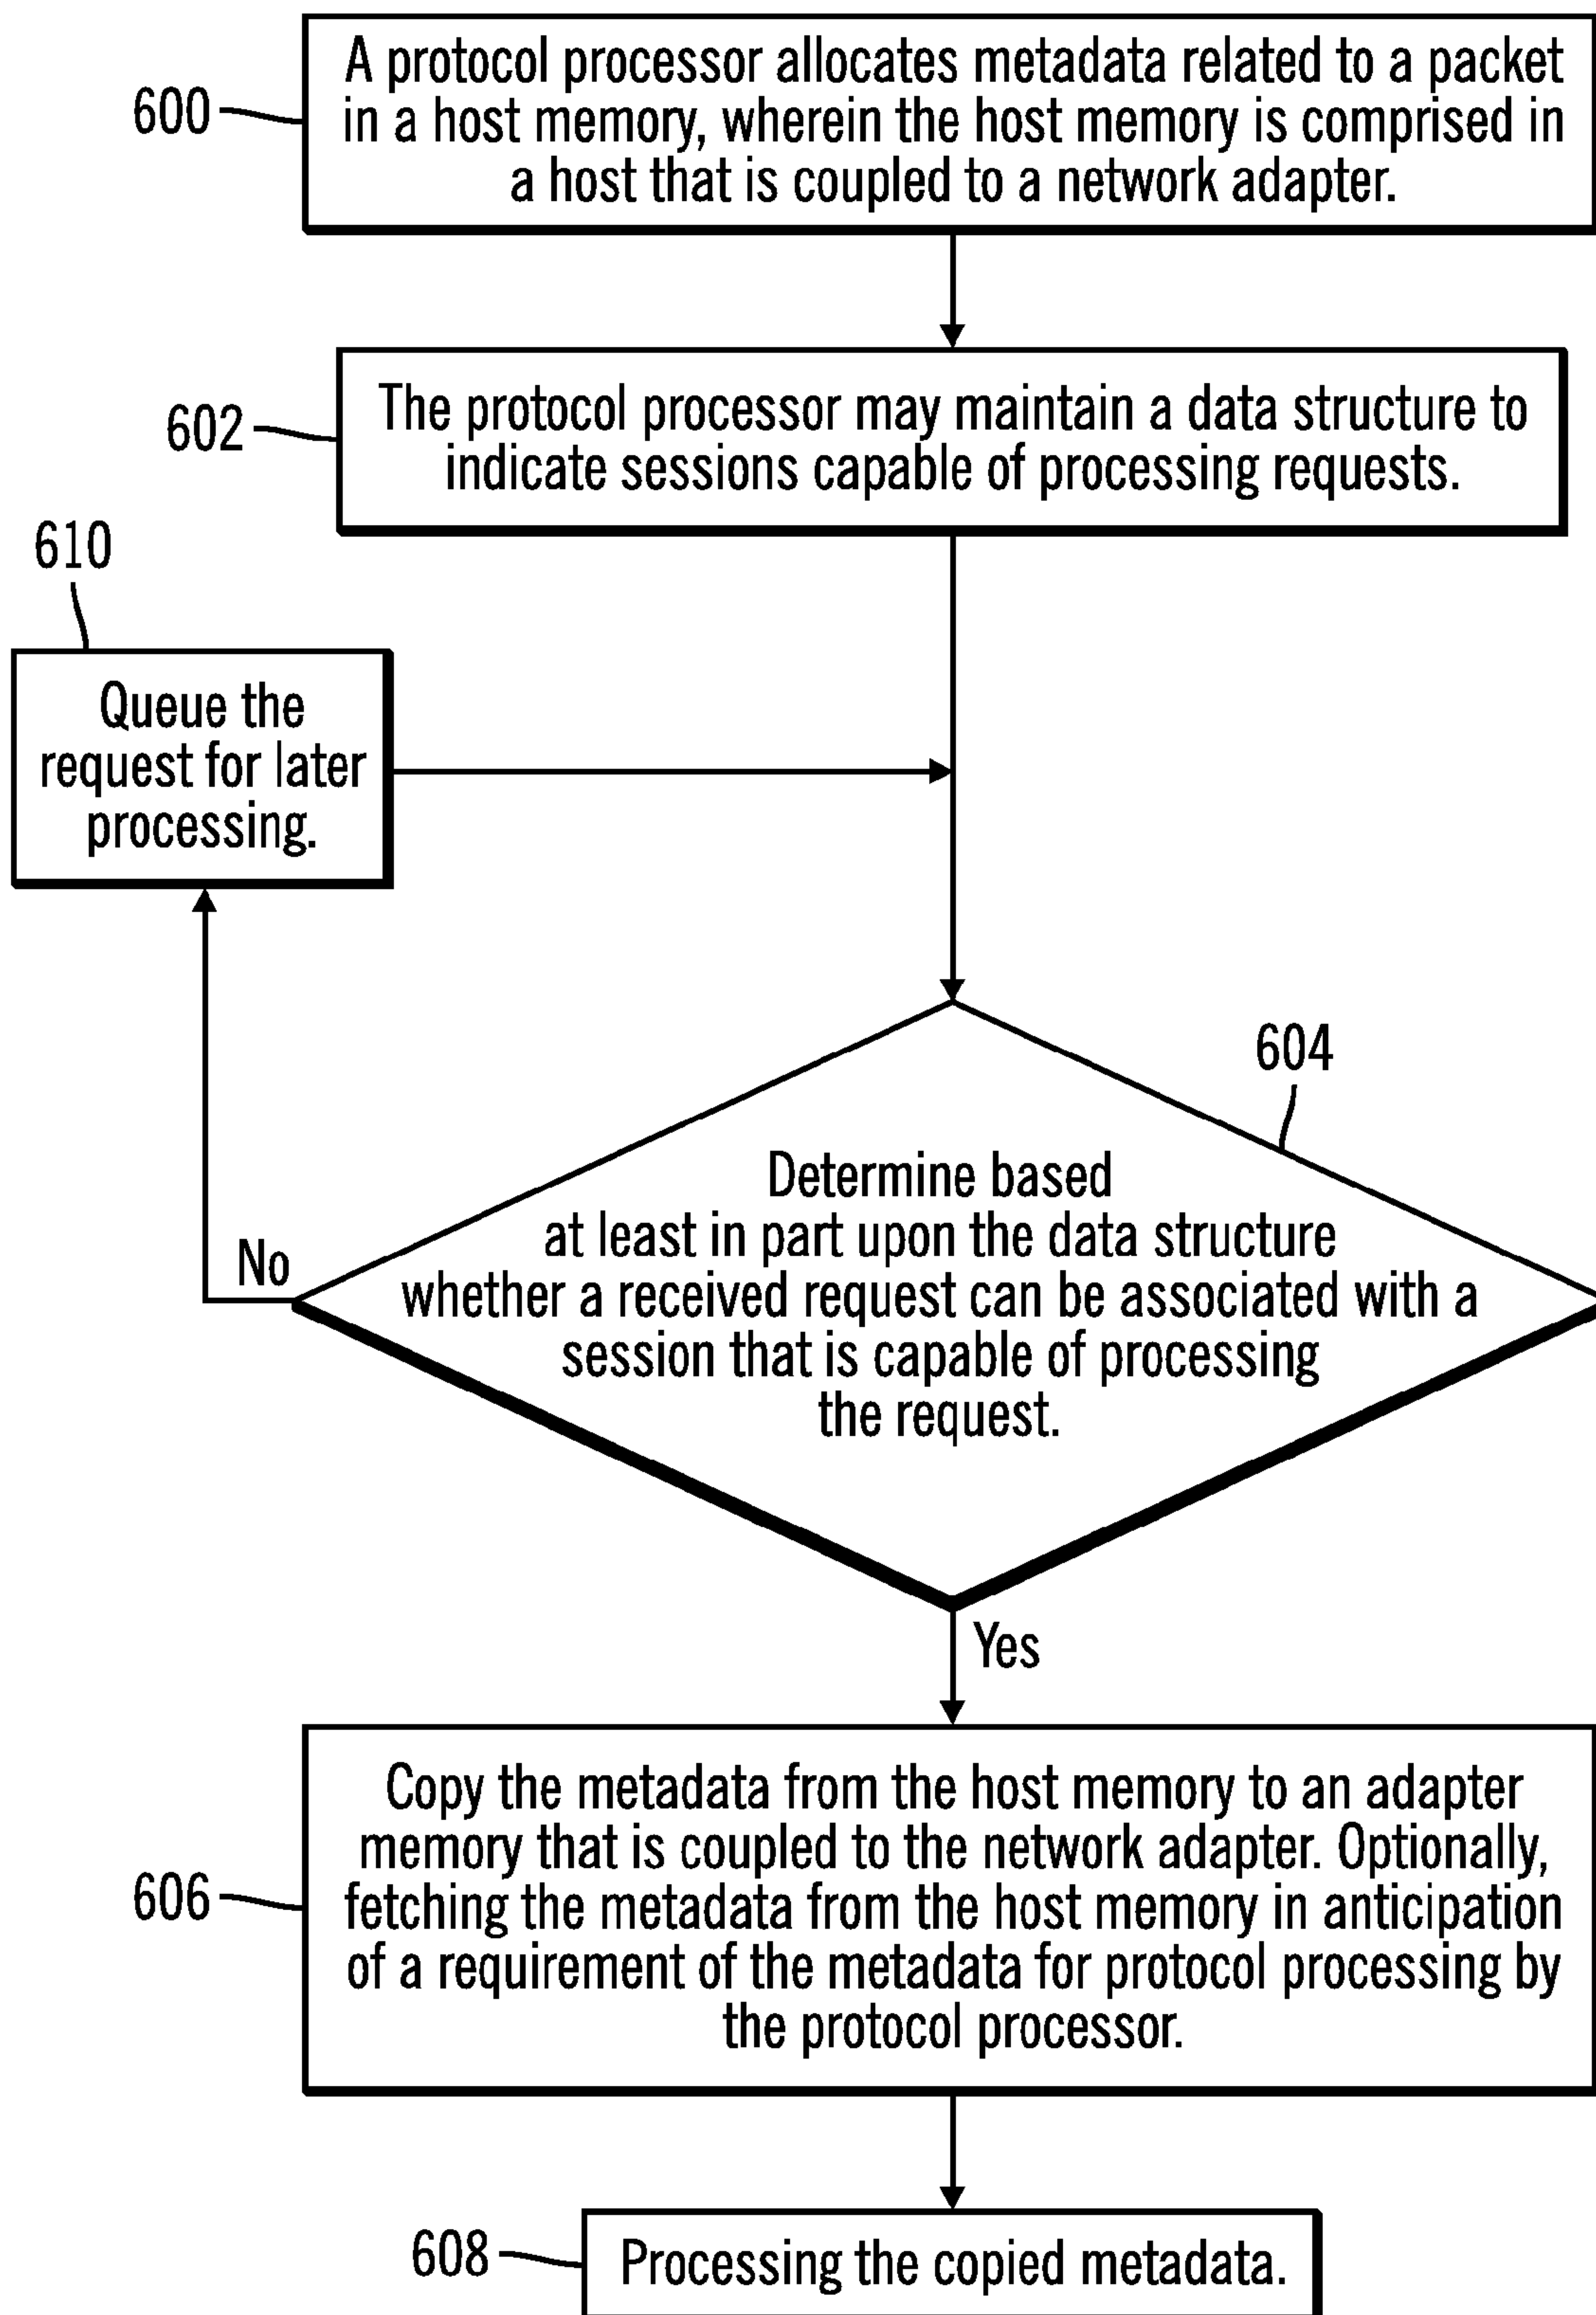 600
A protocol processor allocates metadata related to a packet
in a host memory, wherein the host memory is comprised in
a host that is coupled to a network adapter.
602
The protocol processor may maintain a data structure to
indicate sessions capable of processing requests.
610
Queue the
request for later
processing.
604
Determine based
at least in part upon the data structure
whether a received request can be associated with a
session that is capable of processing
the request.
No
Yes
606
Copy the metadata from the host memory to an adapter
memory that is coupled to the network adapter. Optionally,
fetching the metadata from the host memory in anticipation
of a requirement of the metadata for protocol processing by
the protocol processor.
608
Processing the copied metadata.